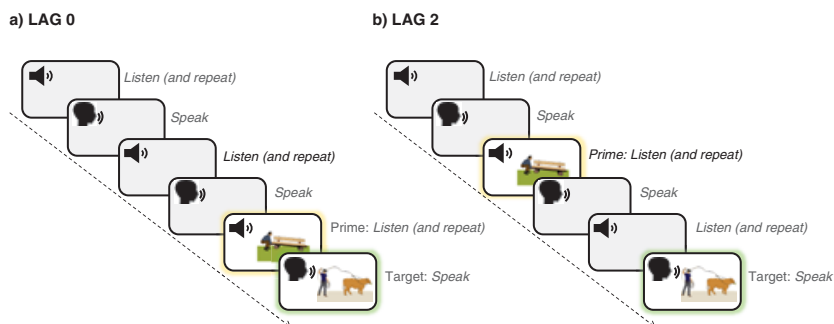 a) LAG 0
Listen (and repeat)
Speak
Listen (and repeat)
Speak
Prime: Listen (and repeat)
Target: Speak
b) LAG 2
Listen (and repeat)
Speak
Prime: Listen (and repeat)
Speak
Listen (and repeat)
Target: Speak